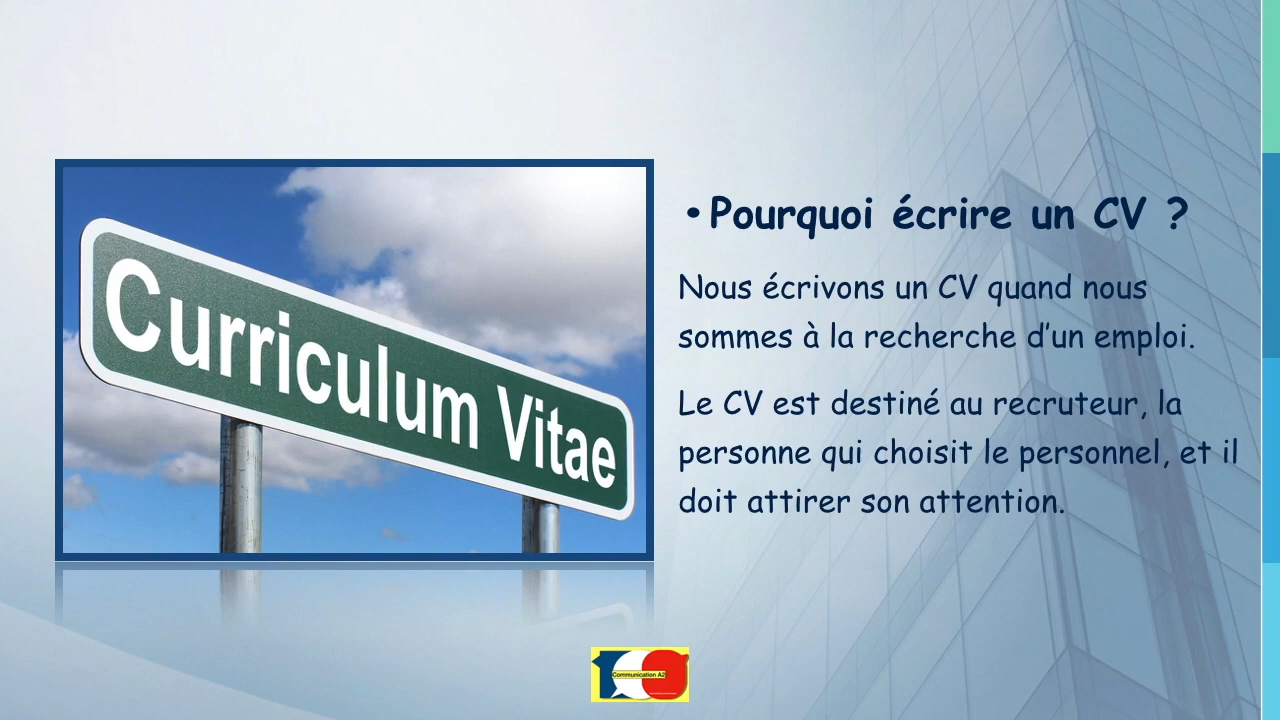 Curriculum Vitae
• Pourquoi écrire un CV ?
Nous écrivons un CV quand nous
sommes à la recherche d’un emploi.
Le CV est destiné au recruteur, la
personne qui choisit le personnel, et il
doit attirer son attention.
Communication A2